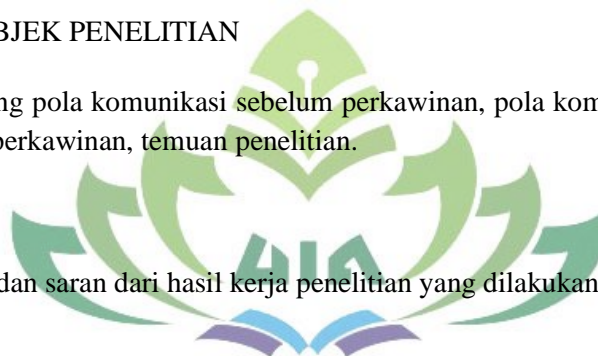 BJEK PENELITIAN
ng pola komunikasi sebelum perkawinan, pola kom
perkawinan, temuan penelitian.
dan saran dari hasil kerja penelitian yang dilakukan